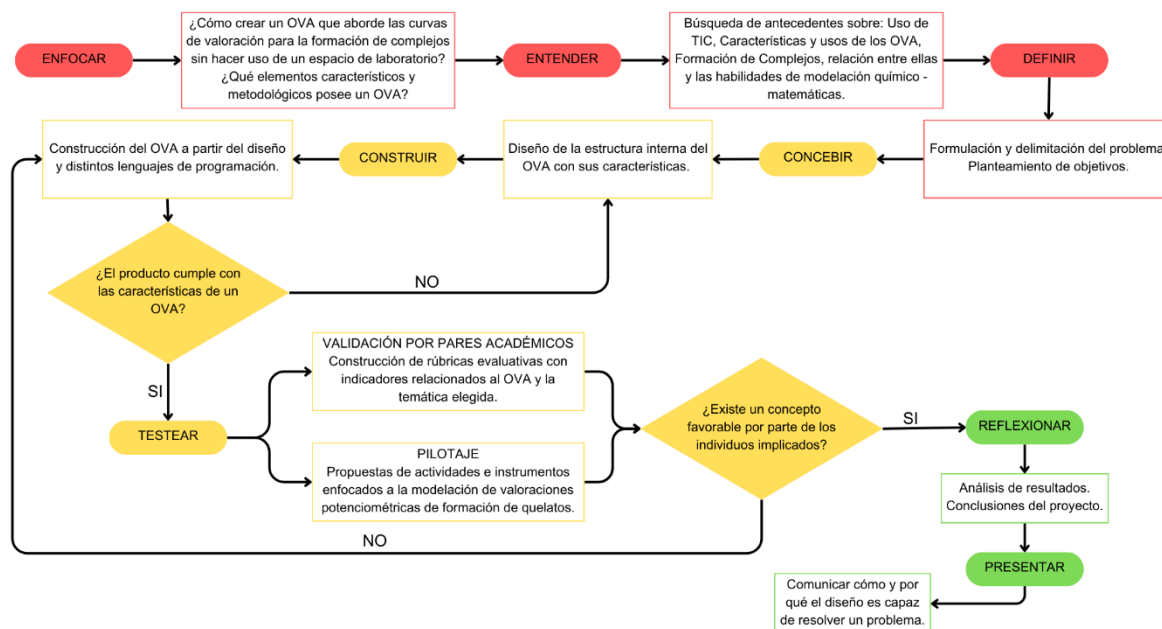 ENFOCAR
¿Cómo crear un OVA que aborde las curvas
de valoración para la formación de complejos
sin hacer uso de un espacio de laboratorio?
¿Qué elementos característicos y
metodológicos posee un OVA?
ENTENDER
Búsqueda de antecedentes sobre: Uso de
TIC, Características y usos de los OVA,
Formación de Complejos, relación entre ellas
y las habilidades de modelación químico -
matemáticas.
DEFINIR
Formulación y delimitación del problema
Planteamiento de objetivos.
CONCEBIR
Diseño de la estructura interna del
OVA con sus características.
CONSTRUIR
Construcción del OVA a partir del diseño
y distintos lenguajes de programación.
¿El producto cumple con
las características de un
OVA?
NO
SI
TESTEAR
VALIDACIÓN POR PARES ACADÉMICOS
Construcción de rúbricas evaluativas con
indicadores relacionados al OVA y la
temática elegida.
PILOTAJE
Propuestas de actividades e instrumentos
enfocados a la modelación de valoraciones
potenciométricas de formación de quelatos.
¿Existe un concepto
favorable por parte de los
individuos implicados?
NO
SI
REFLEXIONAR
Análisis de resultados.
Conclusiones del proyecto.
PRESENTAR
Comunicar cómo y por
qué el diseño es capaz
de resolver un problema.